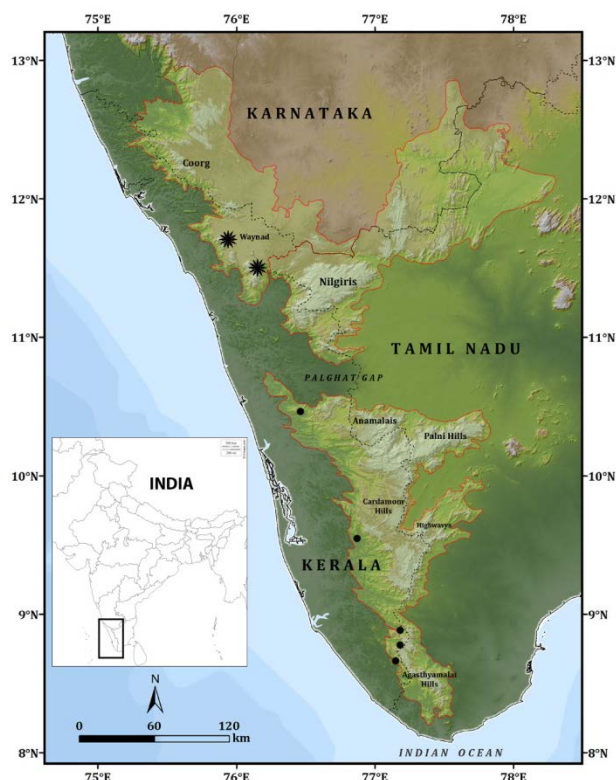 75°E 76°E 77°E 78°E
13°N 13°N
KARNATAKA
Coorg
12°N 12°N
Waynad
Nilgiris
11°N 11°N
TAMIL NADU
PALGHAT GAP
Anamalais
Palni Hills
10°N 10°N
INDIA
Cardamom
Hills
Highwavys
KERALA
9°N 9°N
Agasthyamalai
Hills
N
0 60 120
km
8°N 8°N
INDIAN OCEAN
75°E 76°E 77°E 78°E